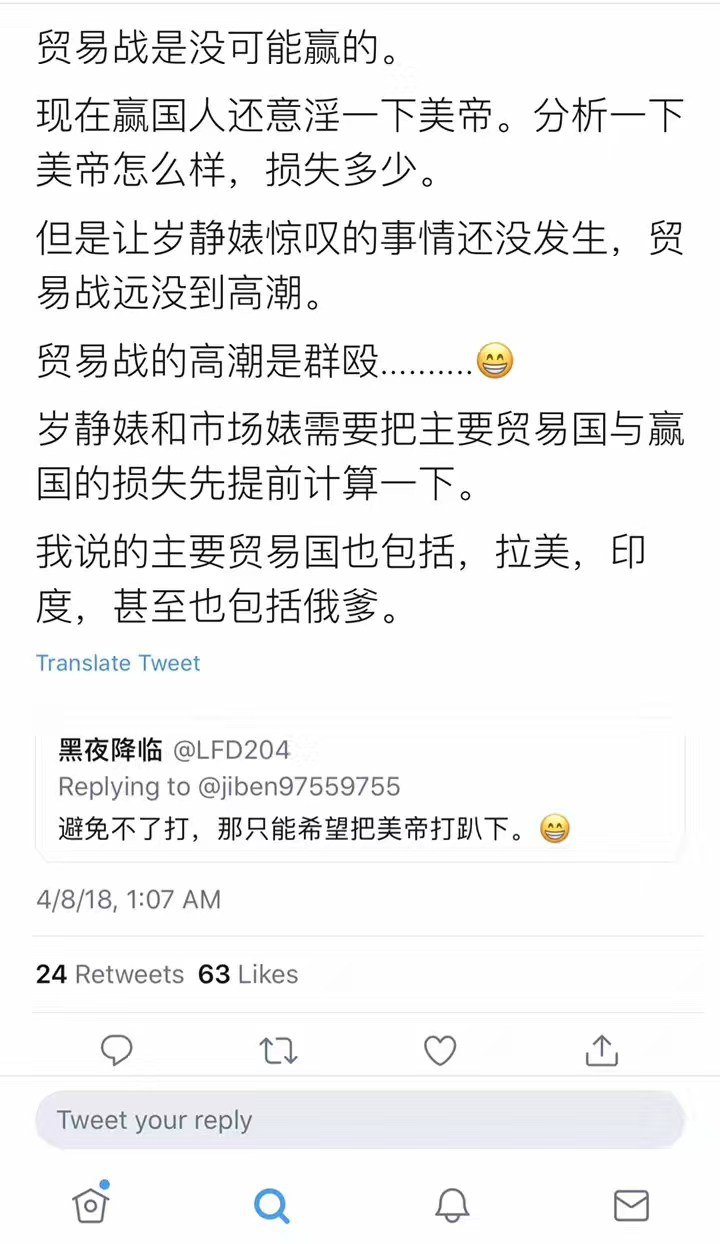 贸易战是没可能赢的。
现在赢国人还意淫一下美帝。分析一下
美帝怎么样，损失多少。
但是让岁静婊惊叹的事情还没发生，贸
易战远没到高潮。
贸易战的高潮是群殴..........😁
岁静婊和市场婊需要把主要贸易国与赢
国的损失先提前计算一下。
我说的主要贸易国也包括，拉美，印
度，甚至也包括俄爹。
Translate Tweet
黑夜降临 @LFD204
Replying to @jiben97559755
避免不了打，那只能希望把美帝打趴下。😁
4/8/18, 1:07 AM
24 Retweets 63 Likes
Tweet your reply